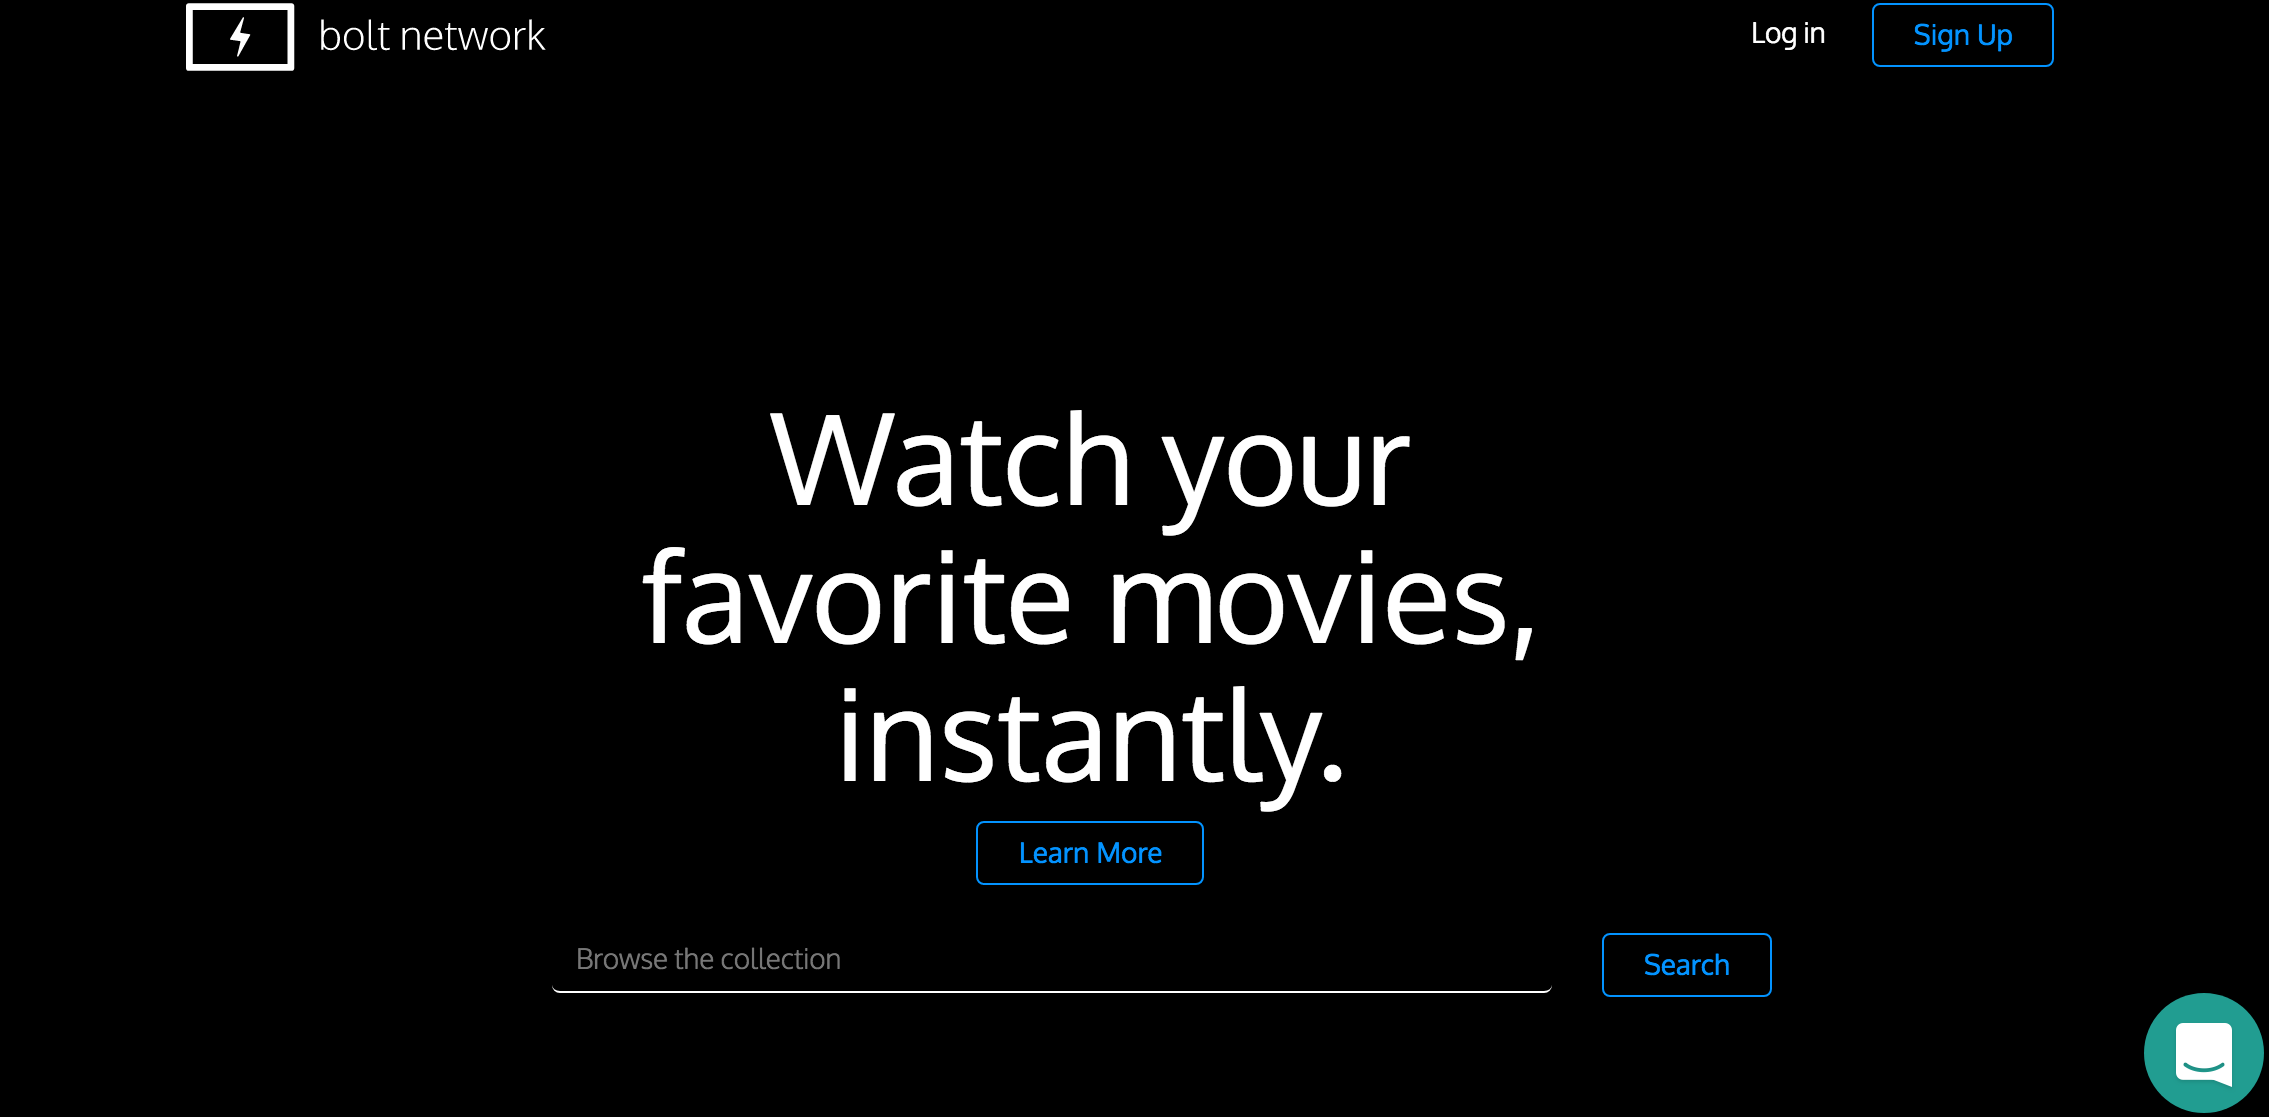 bolt network
Log in
Sign Up
Watch your
favorite movies,
instantly.
Learn More
Browse the collection
Search